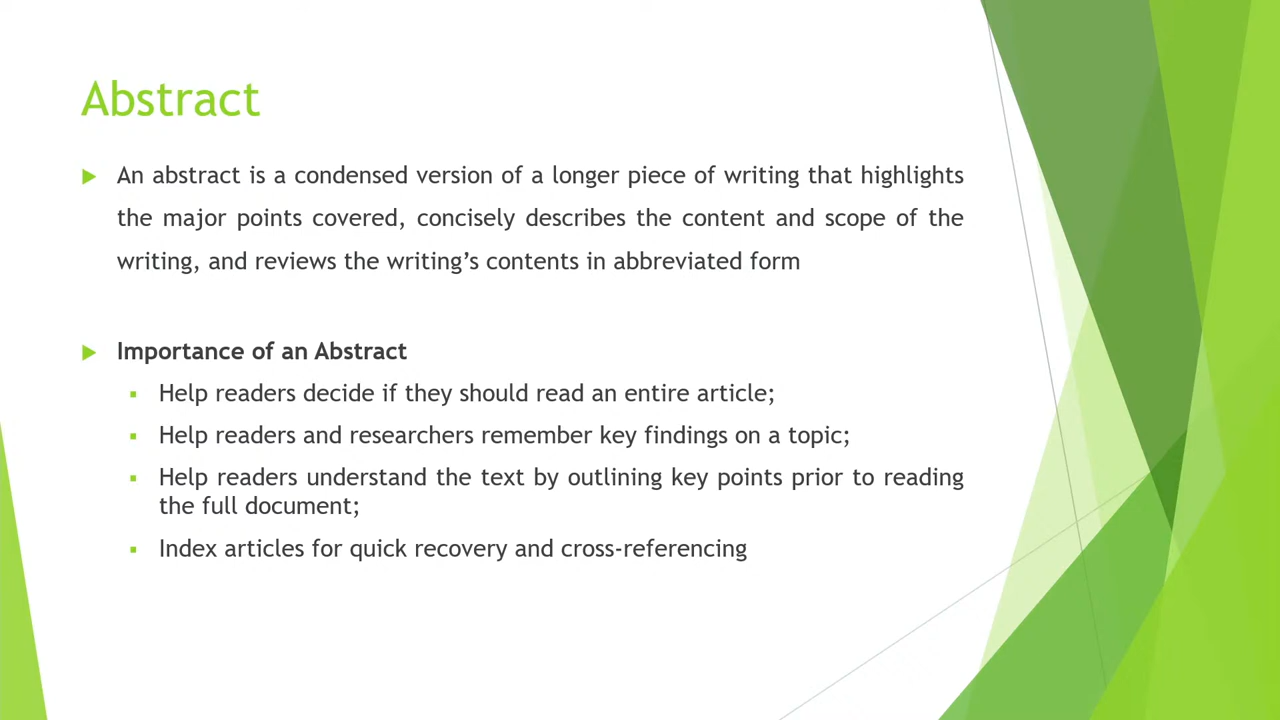 Abstract
An abstract is a condensed version of a longer piece of writing that highlights
the major points covered, concisely describes the content and scope of the
writing, and reviews the writing’s contents in abbreviated form
Importance of an Abstract
Help readers decide if they should read an entire article;
Help readers and researchers remember key findings on a topic;
Help readers understand the text by outlining key points prior to reading
the full document;
Index articles for quick recovery and cross-referencing